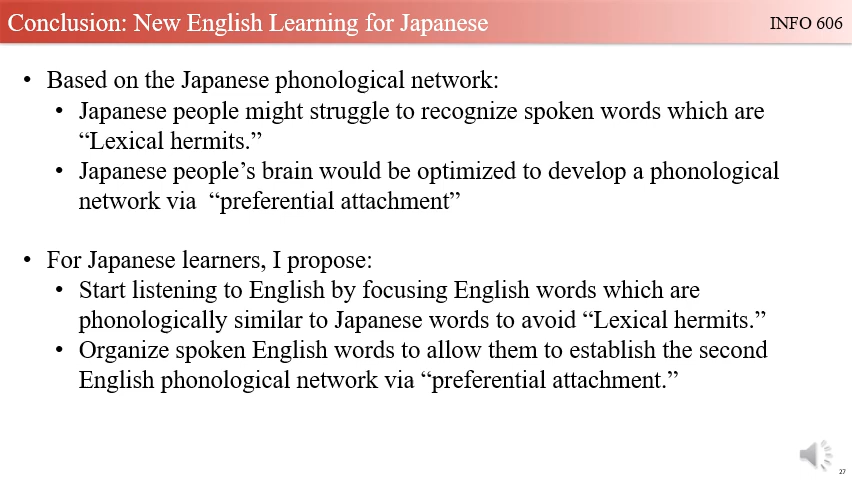 Conclusion: New English Learning for Japanese
INFO 606
• Based on the Japanese phonological network:
• Japanese people might struggle to recognize spoken words which are
“Lexical hermits.”
• Japanese people’s brain would be optimized to develop a phonological
network via “preferential attachment”
• For Japanese learners, I propose:
• Start listening to English by focusing English words which are
phonologically similar to Japanese words to avoid “Lexical hermits.”
• Organize spoken English words to allow them to establish the second
English phonological network via “preferential attachment.”
27